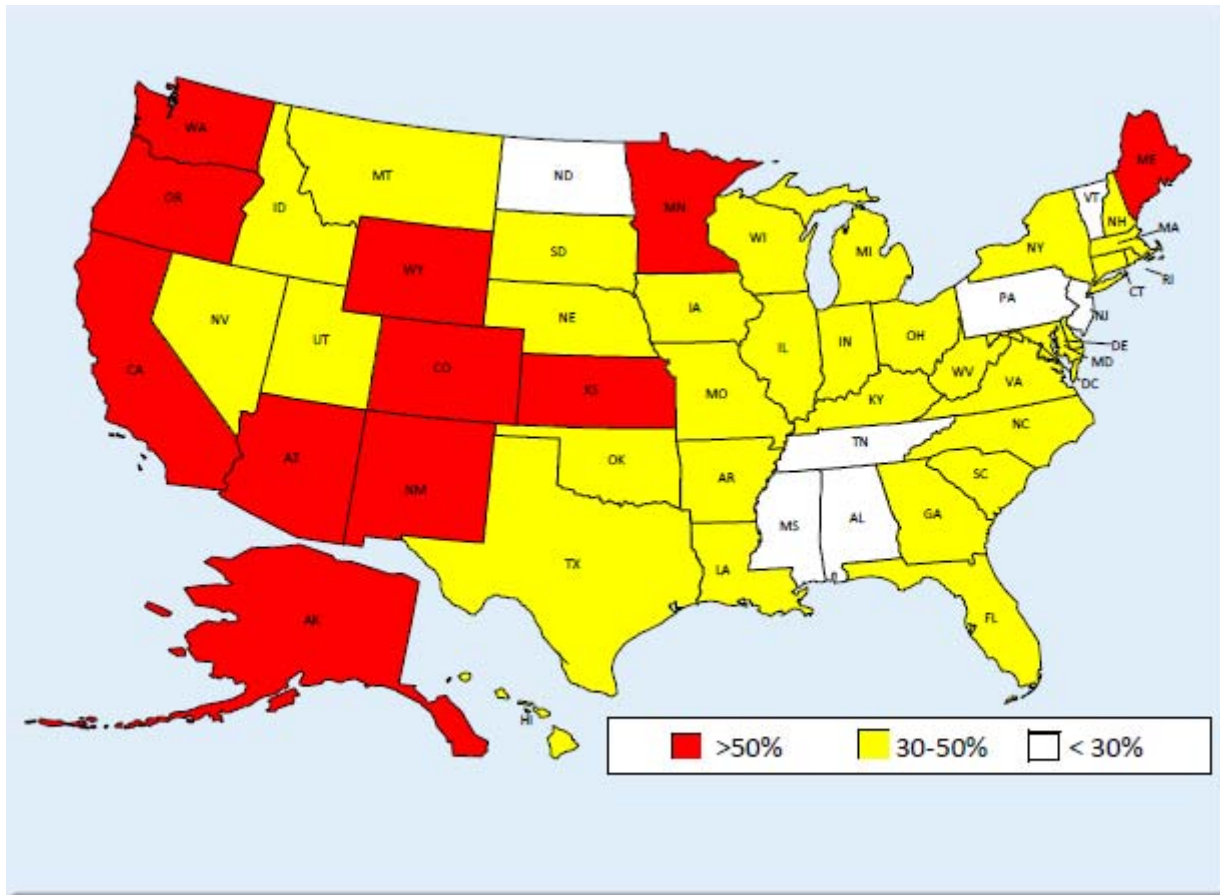 WA
ME
MT
ND
VT
OR
MN
NH
ID
MA
WI
NY
SD
MI
WY
RI
CT
PA
IA
NE
NJ
NV
OH
UT
IL
IN
DE
CA
MD
CO
WV
DC
VA
KS
MO
KY
NC
TN
AZ
OK
SC
AR
NM
GA
AL
MS
TX
LA
FL
AK
HI
>50% 30-50% < 30%